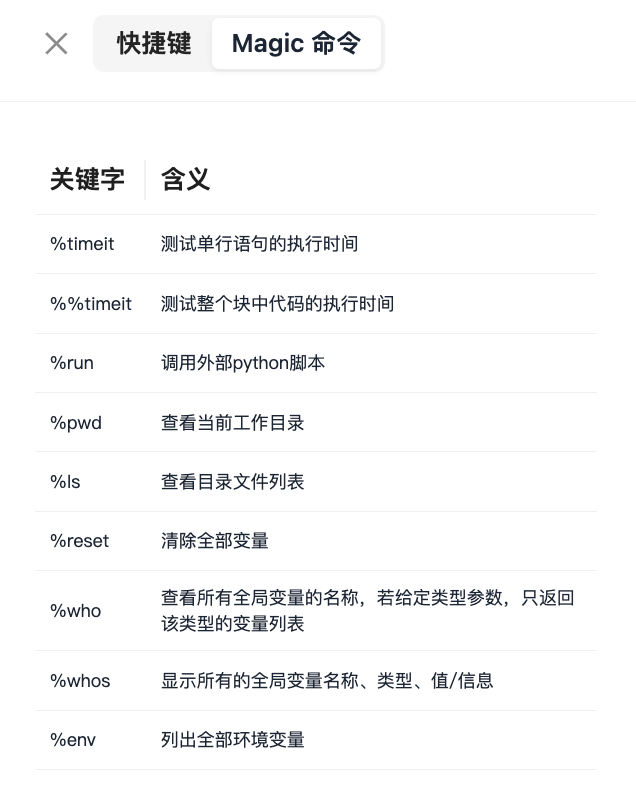 快捷键 Magic 命令
关键字 含义
%timeit 测试单行语句的执行时间
%%timeit 测试整个块中代码的执行时间
%run 调用外部python脚本
%pwd 查看当前工作目录
%ls 查看目录文件列表
%reset 清除全部变量
%who 查看所有全局变量的名称，若给定类型参数，只返回
该类型的变量列表
%whos 显示所有的全局变量名称、类型、值/信息
%env 列出全部环境变量